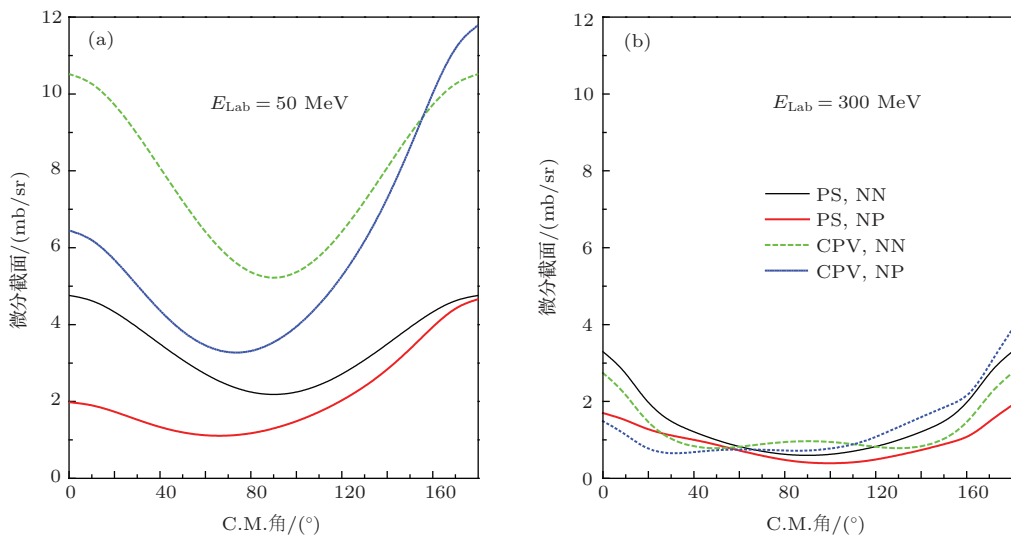 (a)
E_Lab = 50 MeV
12
10
8
6
4
2
0
微分截面/(mb/sr)
0 40 80 120 160
C.M.角/(°)
(b)
E_Lab = 300 MeV
PS, NN
PS, NP
CPV, NN
CPV, NP
12
10
8
6
4
2
0
微分截面/(mb/sr)
0 40 80 120 160
C.M.角/(°)